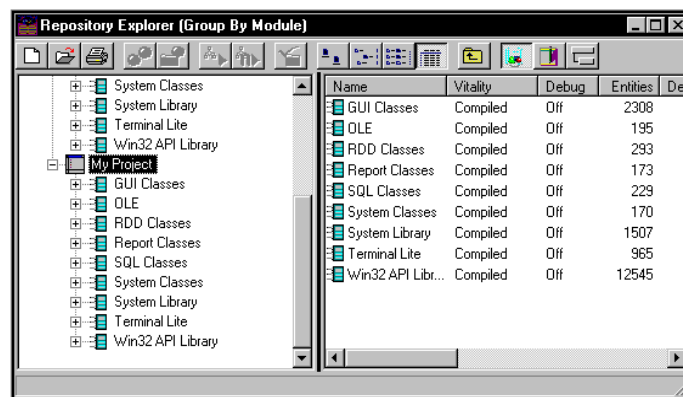 Repository Explorer (Group By Module)
System Classes
System Library
Terminal Lite
Win32 API Library
My Project
GUI Classes
OLE
RDD Classes
Report Classes
SQL Classes
System Classes
System Library
Terminal Lite
Win32 API Library
Name Vitality Debug Entities De
GUI Classes Compiled Off 2308
OLE Compiled Off 195
RDD Classes Compiled Off 293
Report Classes Compiled Off 173
SQL Classes Compiled Off 229
System Classes Compiled Off 170
System Library Compiled Off 1507
Terminal Lite Compiled Off 965
Win32 API Libr... Compiled Off 12545